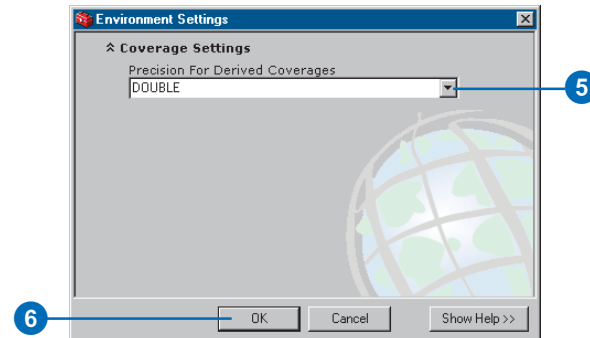 Environment Settings
Coverage Settings
Precision For Derived Coverages
DOUBLE
5
6
OK
Cancel
Show Help >>